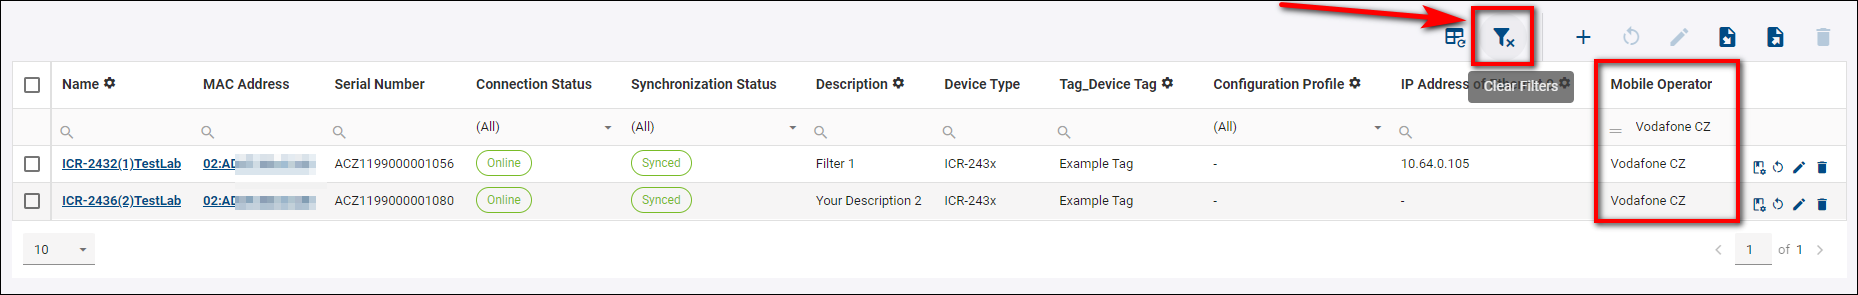 Clear Filters
Name MAC Address Serial Number Connection Status Synchronization Status Description Device Type Tag_Device Tag Configuration Profile IP Address of Mobile Operator
(All) (All) (All) Vodafone CZ
ICR-2432(1)TestLab 02:AD ACZ1199000001056 Online Synced Filter 1 ICR-243x Example Tag - 10.64.0.105 Vodafone CZ
ICR-2436(2)TestLab 02:AD ACZ1199000001080 Online Synced Your Description 2 ICR-243x Example Tag - - Vodafone CZ
10 1 of 1